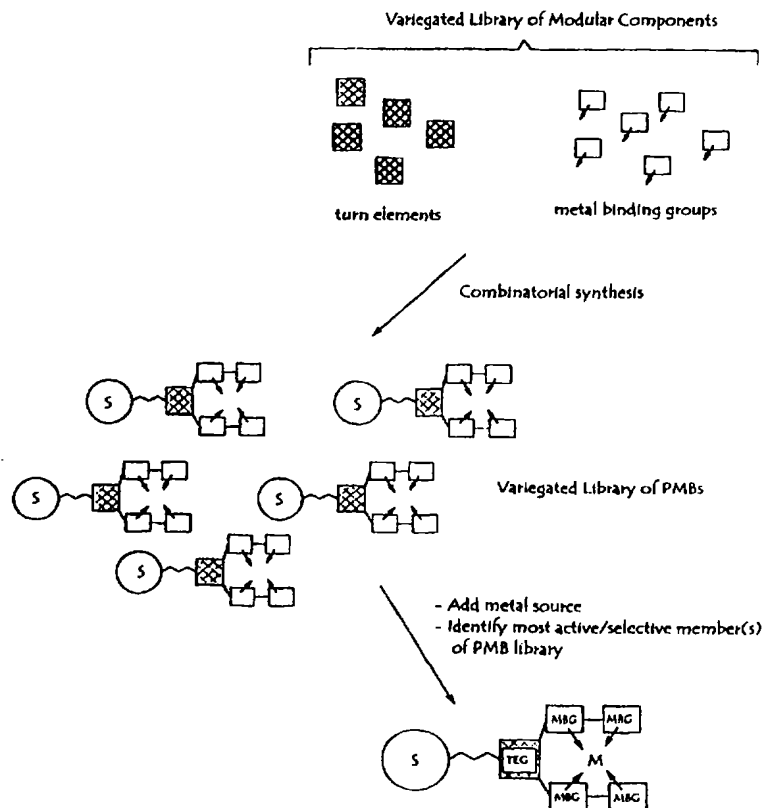 Variegated Library of Modular Components
turn elements
metal binding groups
Combinatorial synthesis
S
S
S
S
Variegated Library of PMBs
S
- Add metal source
- Identify most active/selective member(s)
of PMB library
MBG
MBG
S
TEG
M
MBG
MBG